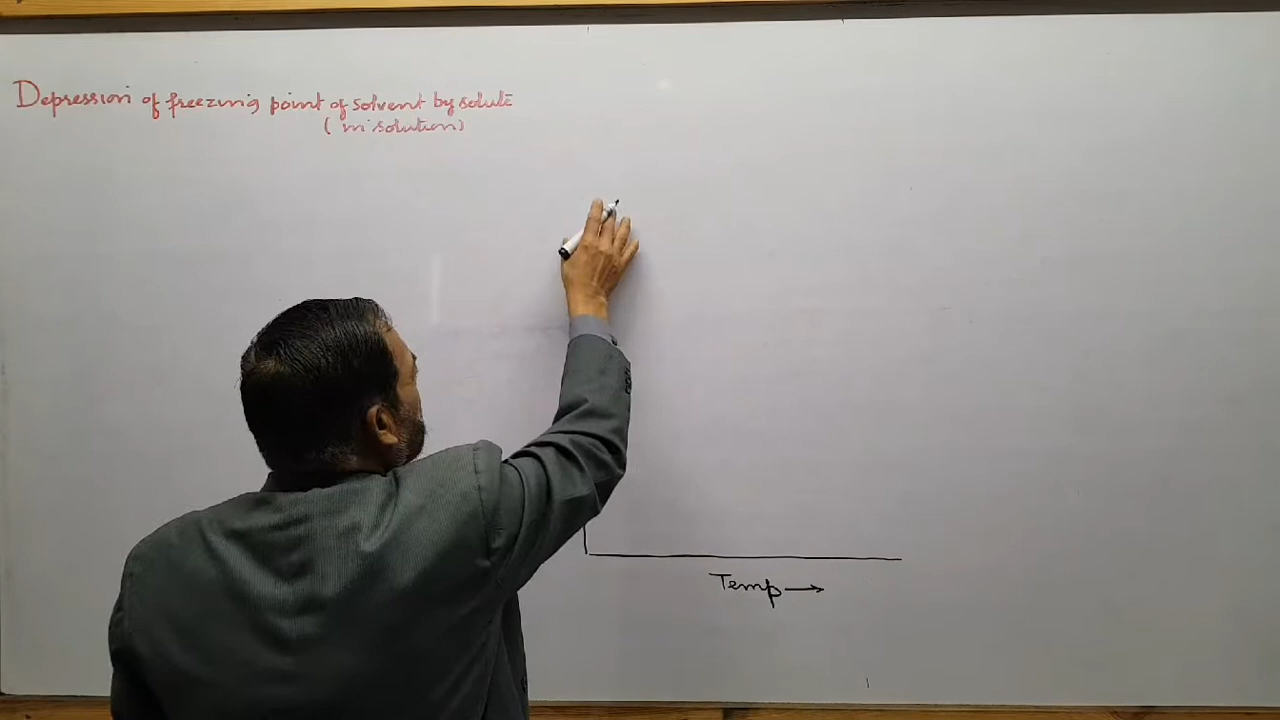 Depression of freezing point of solvent by solute
(in solution)
Temp →